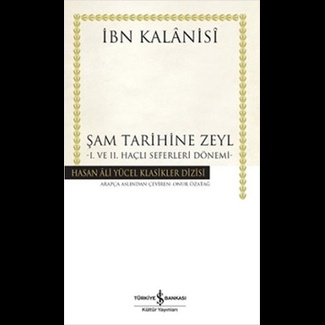 İBN KALÂNİSÎ
ŞAM TARİHİNE ZEYL
-I. VE II. HAÇLI SEFERLERİ DÖNEMİ-
HASAN ÂLİ YÜCEL KLASİKLER DİZİSİ
ARAPÇA ASLINDAN ÇEVİREN: ONUR ÖZATAĞ
TÜRKİYE İŞ BANKASI
Kültür Yayınları